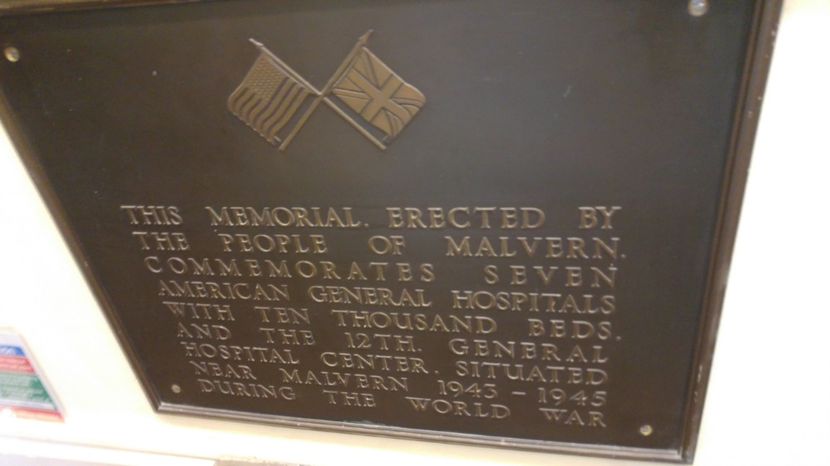 THIS MEMORIAL. ERECTED BY
THE PEOPLE OF MALVERN.
COMMEMORATES SEVEN
AMERICAN GENERAL HOSPITALS
WITH TEN THOUSAND BEDS.
AND THE 12TH. GENERAL
HOSPITAL CENTER. SITUATED
NEAR MALVERN 1943 - 1945
DURING THE WORLD WAR